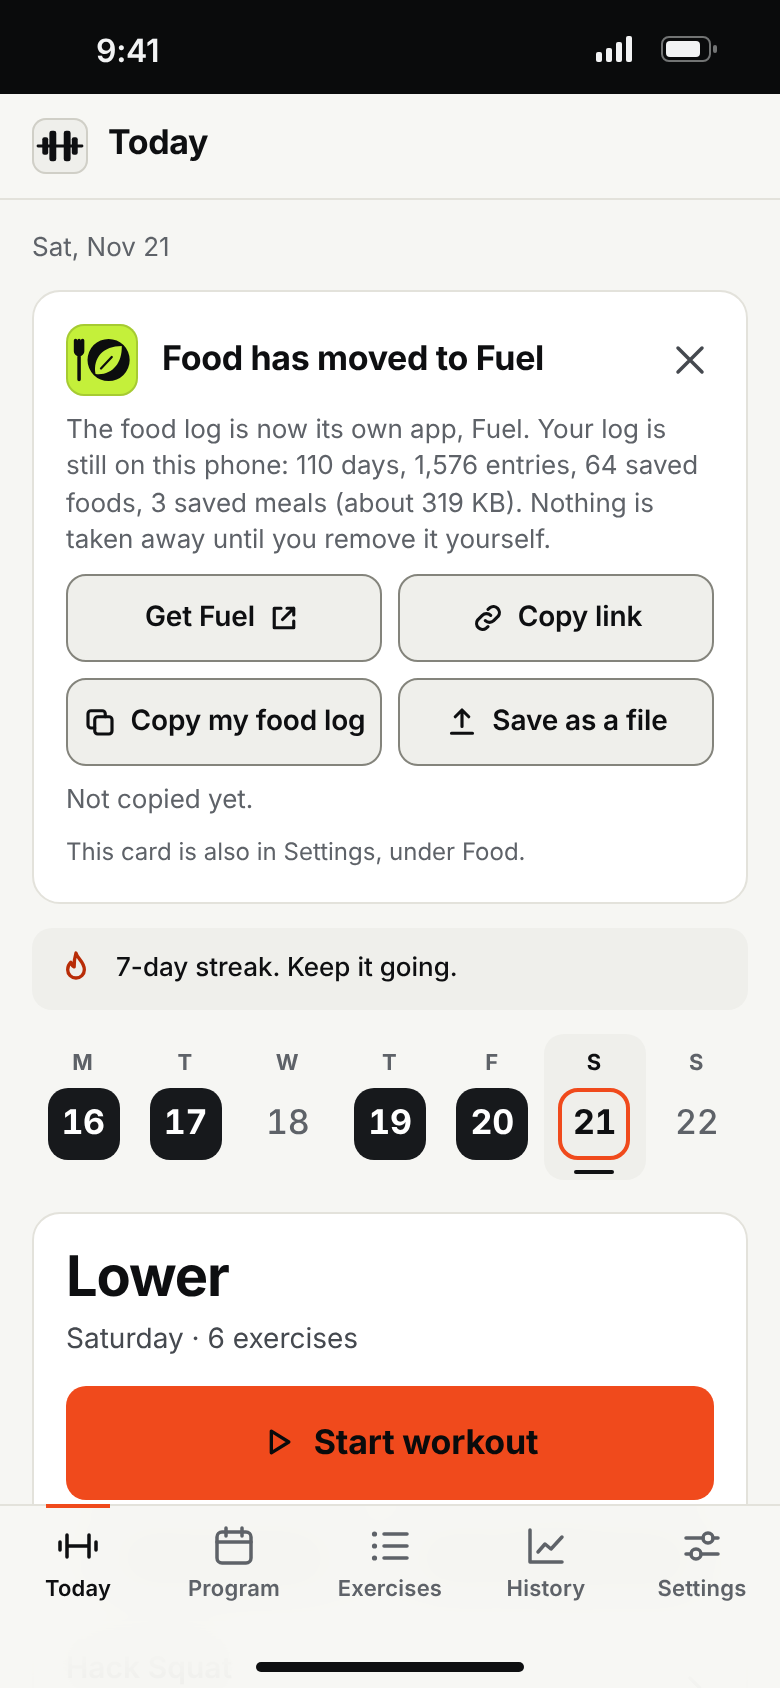 9:41
Today
Sat, Nov 21
Food has moved to Fuel
The food log is now its own app, Fuel. Your log is
still on this phone: 110 days, 1,576 entries, 64 saved
foods, 3 saved meals (about 319 KB). Nothing is
taken away until you remove it yourself.
Get Fuel
Copy link
Copy my food log
Save as a file
Not copied yet.
This card is also in Settings, under Food.
7-day streak. Keep it going.
M T W T F S S
16 17 18 19 20 21 22
Lower
Saturday · 6 exercises
Start workout
Today Program Exercises History Settings
Hack Squat